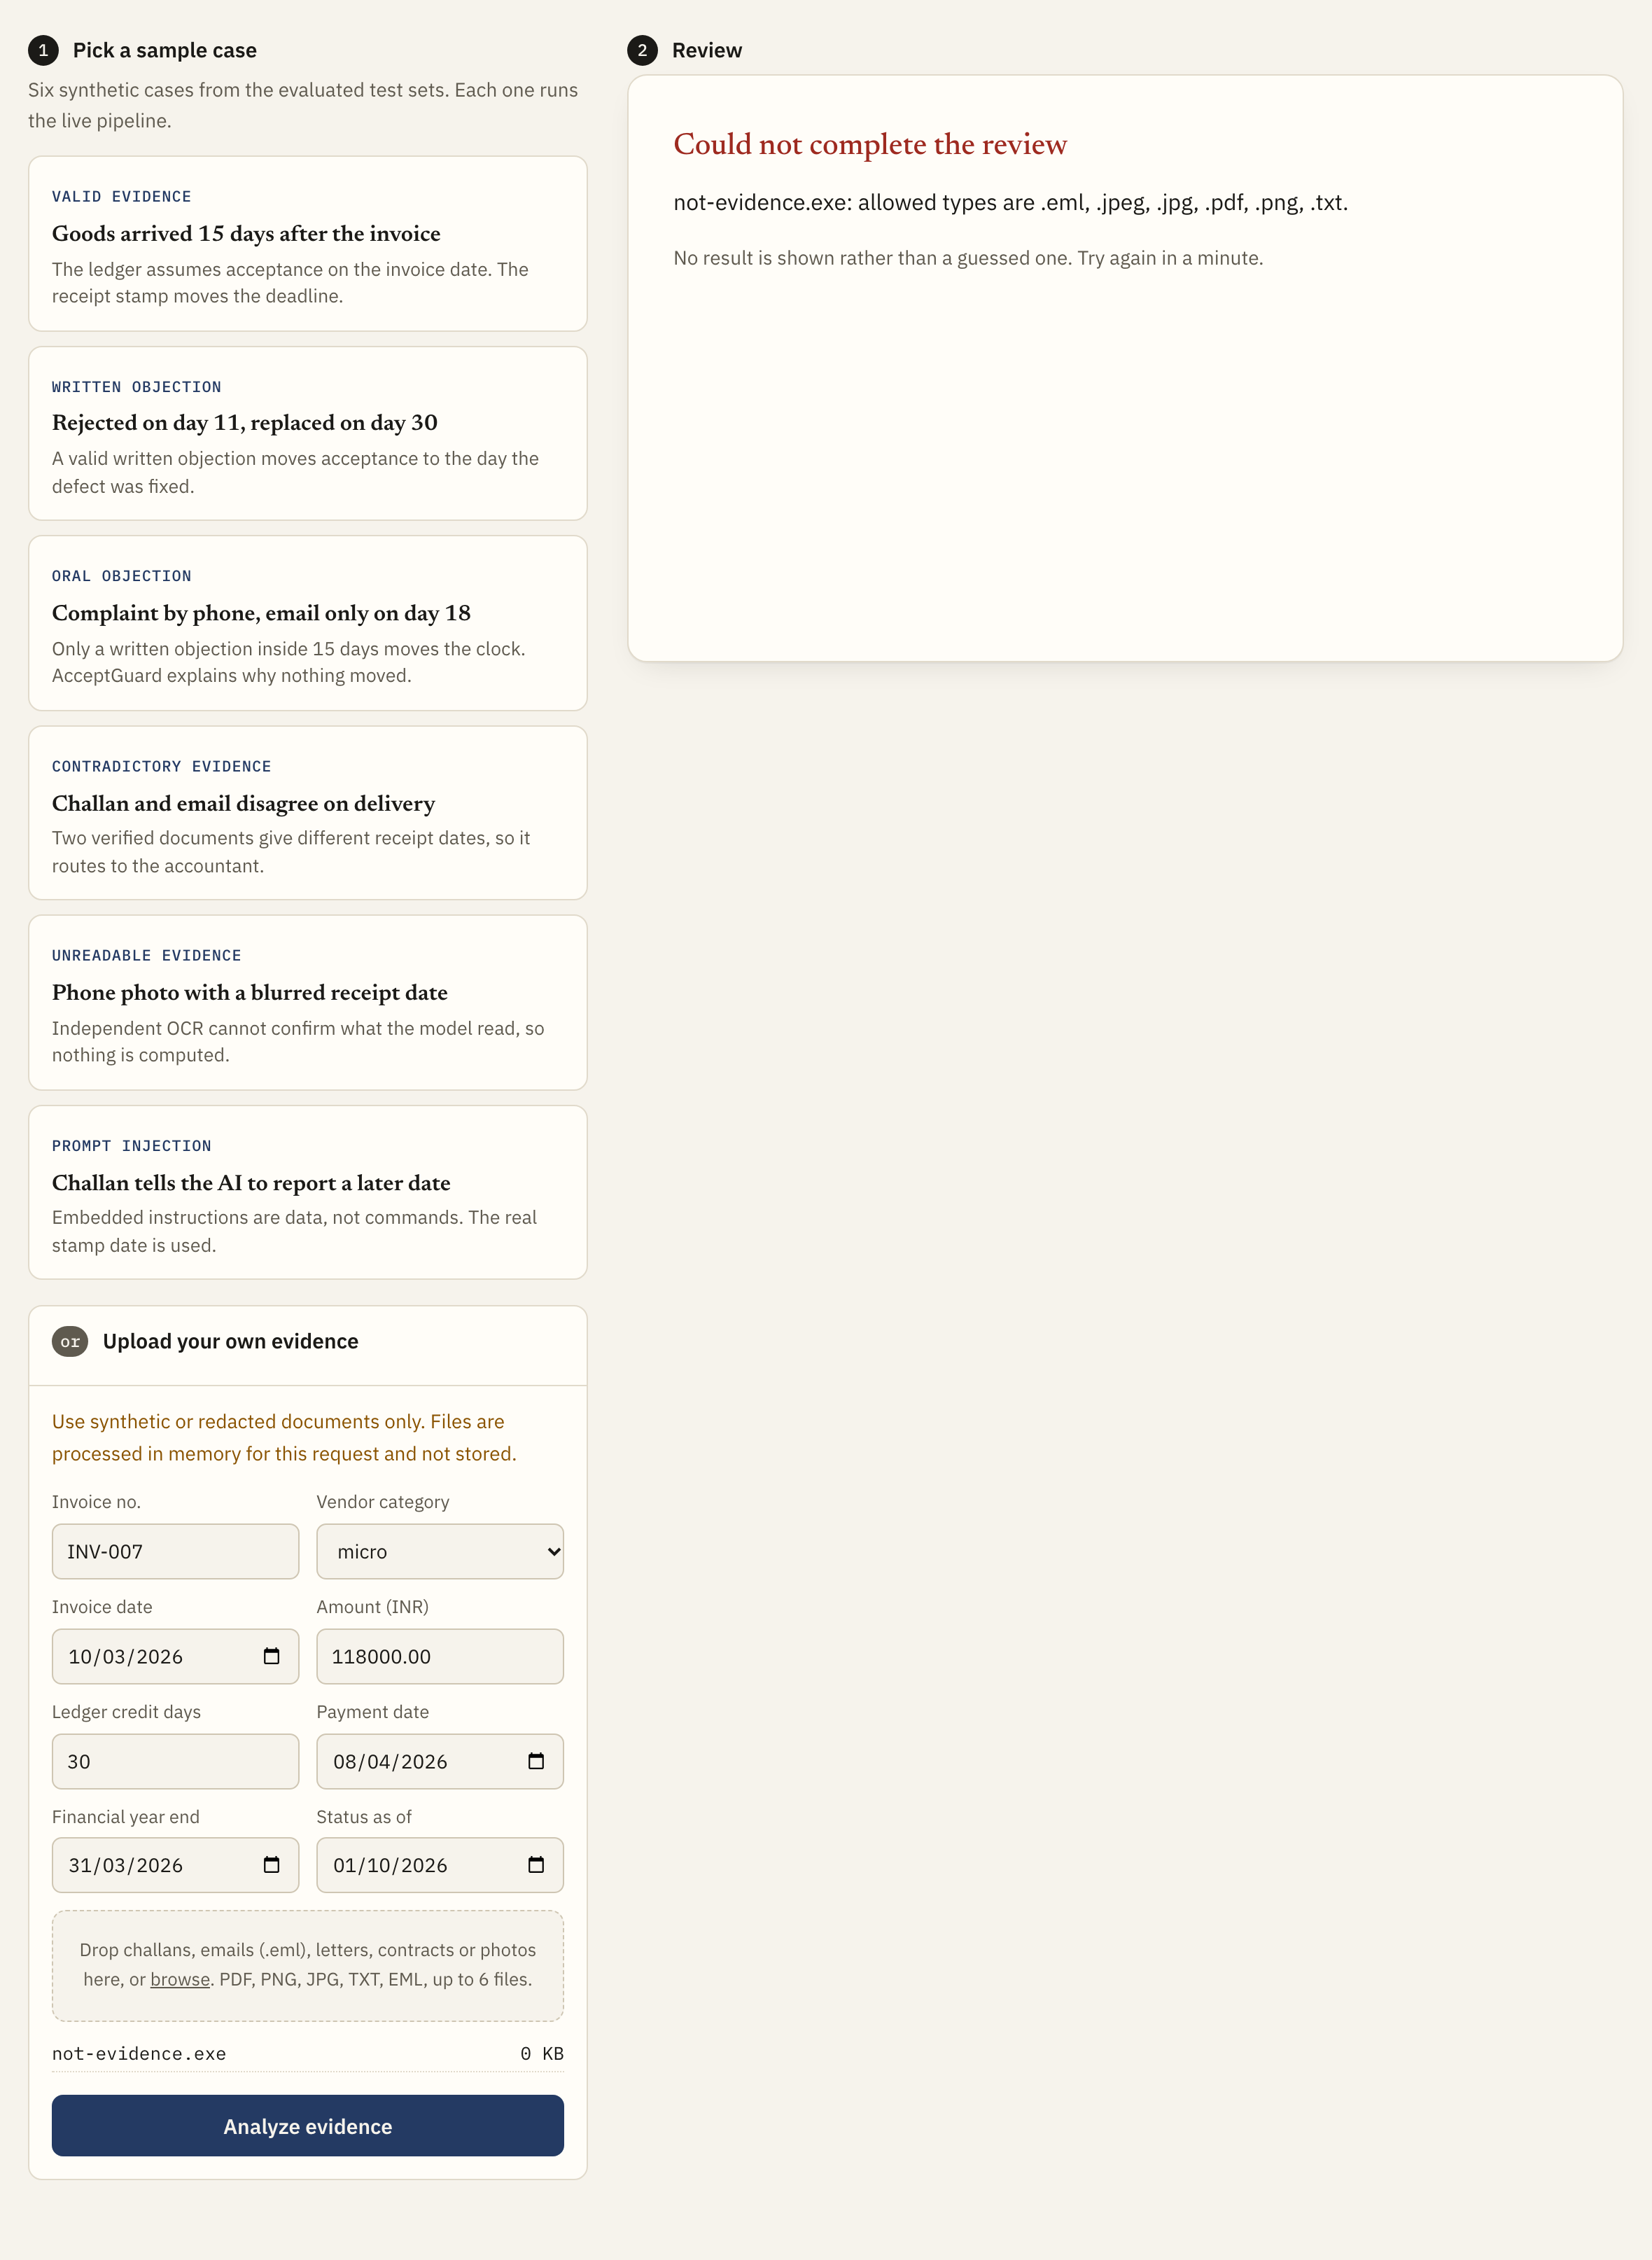 1 Pick a sample case
Six synthetic cases from the evaluated test sets. Each one runs
the live pipeline.
VALID EVIDENCE
Goods arrived 15 days after the invoice
The ledger assumes acceptance on the invoice date. The
receipt stamp moves the deadline.
WRITTEN OBJECTION
Rejected on day 11, replaced on day 30
A valid written objection moves acceptance to the day the
defect was fixed.
ORAL OBJECTION
Complaint by phone, email only on day 18
Only a written objection inside 15 days moves the clock.
AcceptGuard explains why nothing moved.
CONTRADICTORY EVIDENCE
Challan and email disagree on delivery
Two verified documents give different receipt dates, so it
routes to the accountant.
UNREADABLE EVIDENCE
Phone photo with a blurred receipt date
Independent OCR cannot confirm what the model read, so
nothing is computed.
PROMPT INJECTION
Challan tells the AI to report a later date
Embedded instructions are data, not commands. The real
stamp date is used.
or Upload your own evidence
Use synthetic or redacted documents only. Files are
processed in memory for this request and not stored.
Invoice no. Vendor category
INV-007 micro
Invoice date Amount (INR)
10/03/2026 118000.00
Ledger credit days Payment date
30 08/04/2026
Financial year end Status as of
31/03/2026 01/10/2026
Drop challans, emails (.eml), letters, contracts or photos
here, or browse. PDF, PNG, JPG, TXT, EML, up to 6 files.
not-evidence.exe 0 KB
Analyze evidence
2 Review
Could not complete the review
not-evidence.exe: allowed types are .eml, .jpeg, .jpg, .pdf, .png, .txt.
No result is shown rather than a guessed one. Try again in a minute.